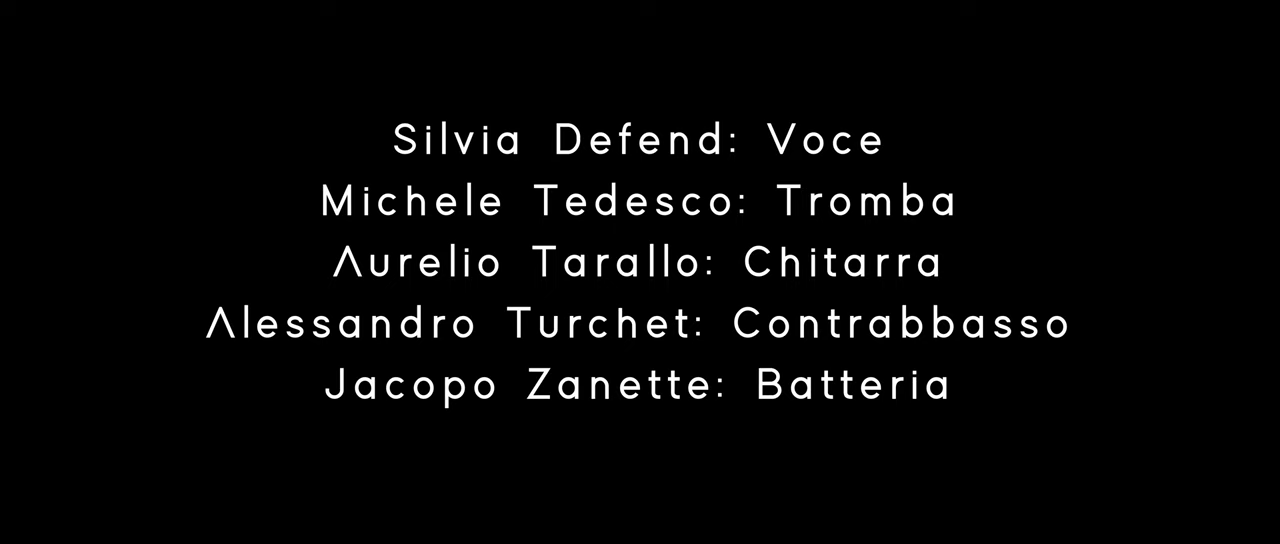 Silvia Defend: Voce
Michele Tedesco: Tromba
Aurelio Tarallo: Chitarra
Alessandro Turchet: Contrabbasso
Jacopo Zanette: Batteria